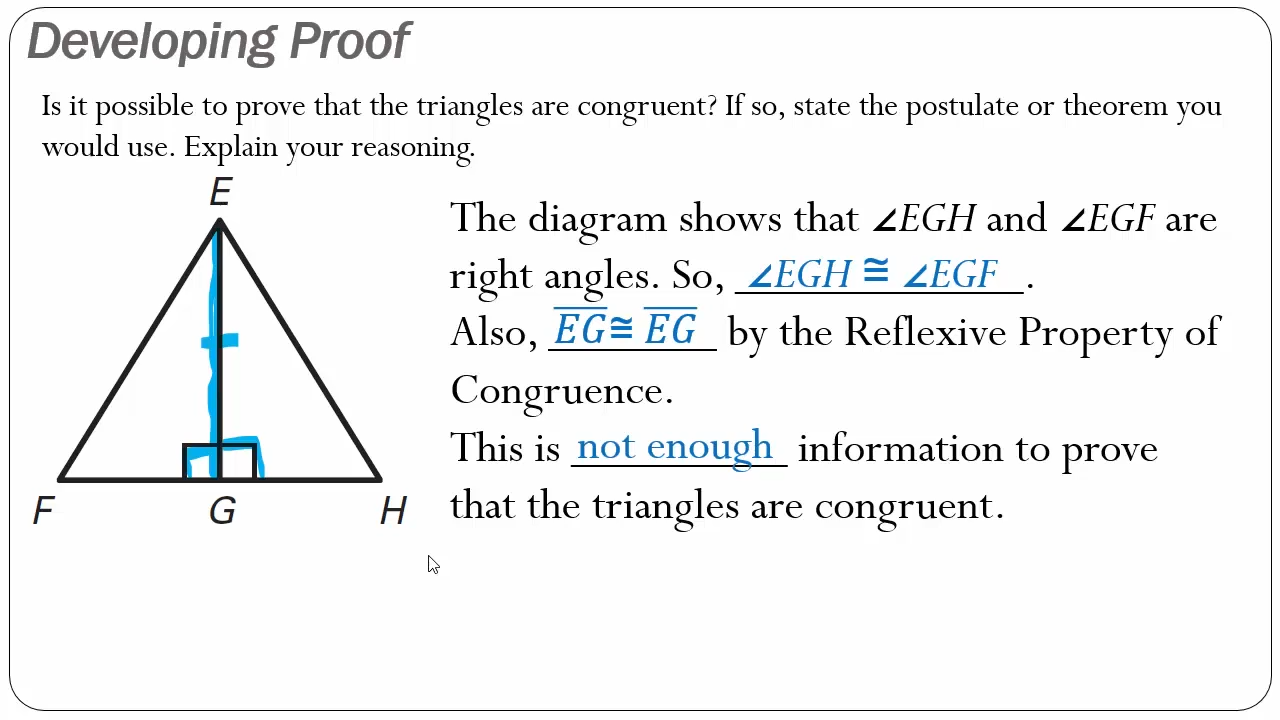 Developing Proof
Is it possible to prove that the triangles are congruent? If so, state the postulate or theorem you
would use. Explain your reasoning.
E
The diagram shows that ∠EGH and ∠EGF are
right angles. So, ∠EGH ≅ ∠EGF.
Also, E̅G̅ ≅ E̅G̅ by the Reflexive Property of
Congruence.
This is not enough information to prove
that the triangles are congruent.
F G H